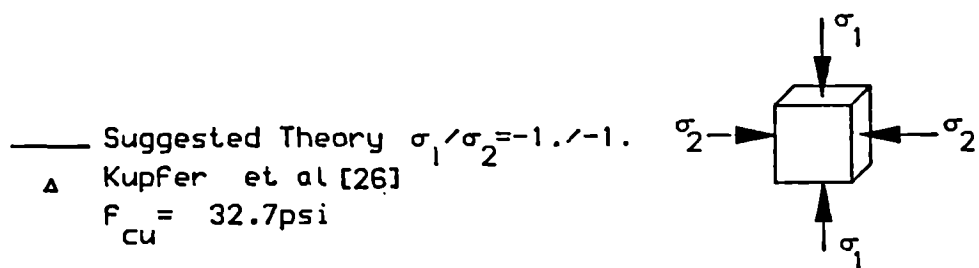 σ1
Suggested Theory σ1/σ2=-1./-1.
σ2 σ2
Kupfer et al [26]
fcu= 32.7psi
σ1